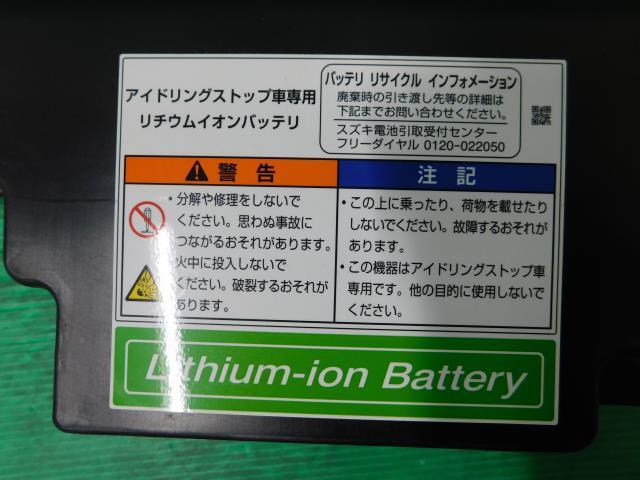 アイドリングストップ車専用
リチウムイオンバッテリ
バッテリ リサイクル インフォメーション
廃棄時の引き渡し先等の詳細は
下記までお問い合わせください。
スズキ電池引取受付センター
フリーダイヤル 0120-022050
警告
・分解や修理をしないで
ください。思わぬ事故に
つながるおそれがあります。
・火中に投入しないで
ください。破裂するおそれが
あります。
注記
・この上に乗ったり、荷物を載せたり
しないでください。故障するおそれが
あります。
・この機器はアイドリングストップ車
専用です。他の目的に使用しないで
ください。
Lithium-ion Battery